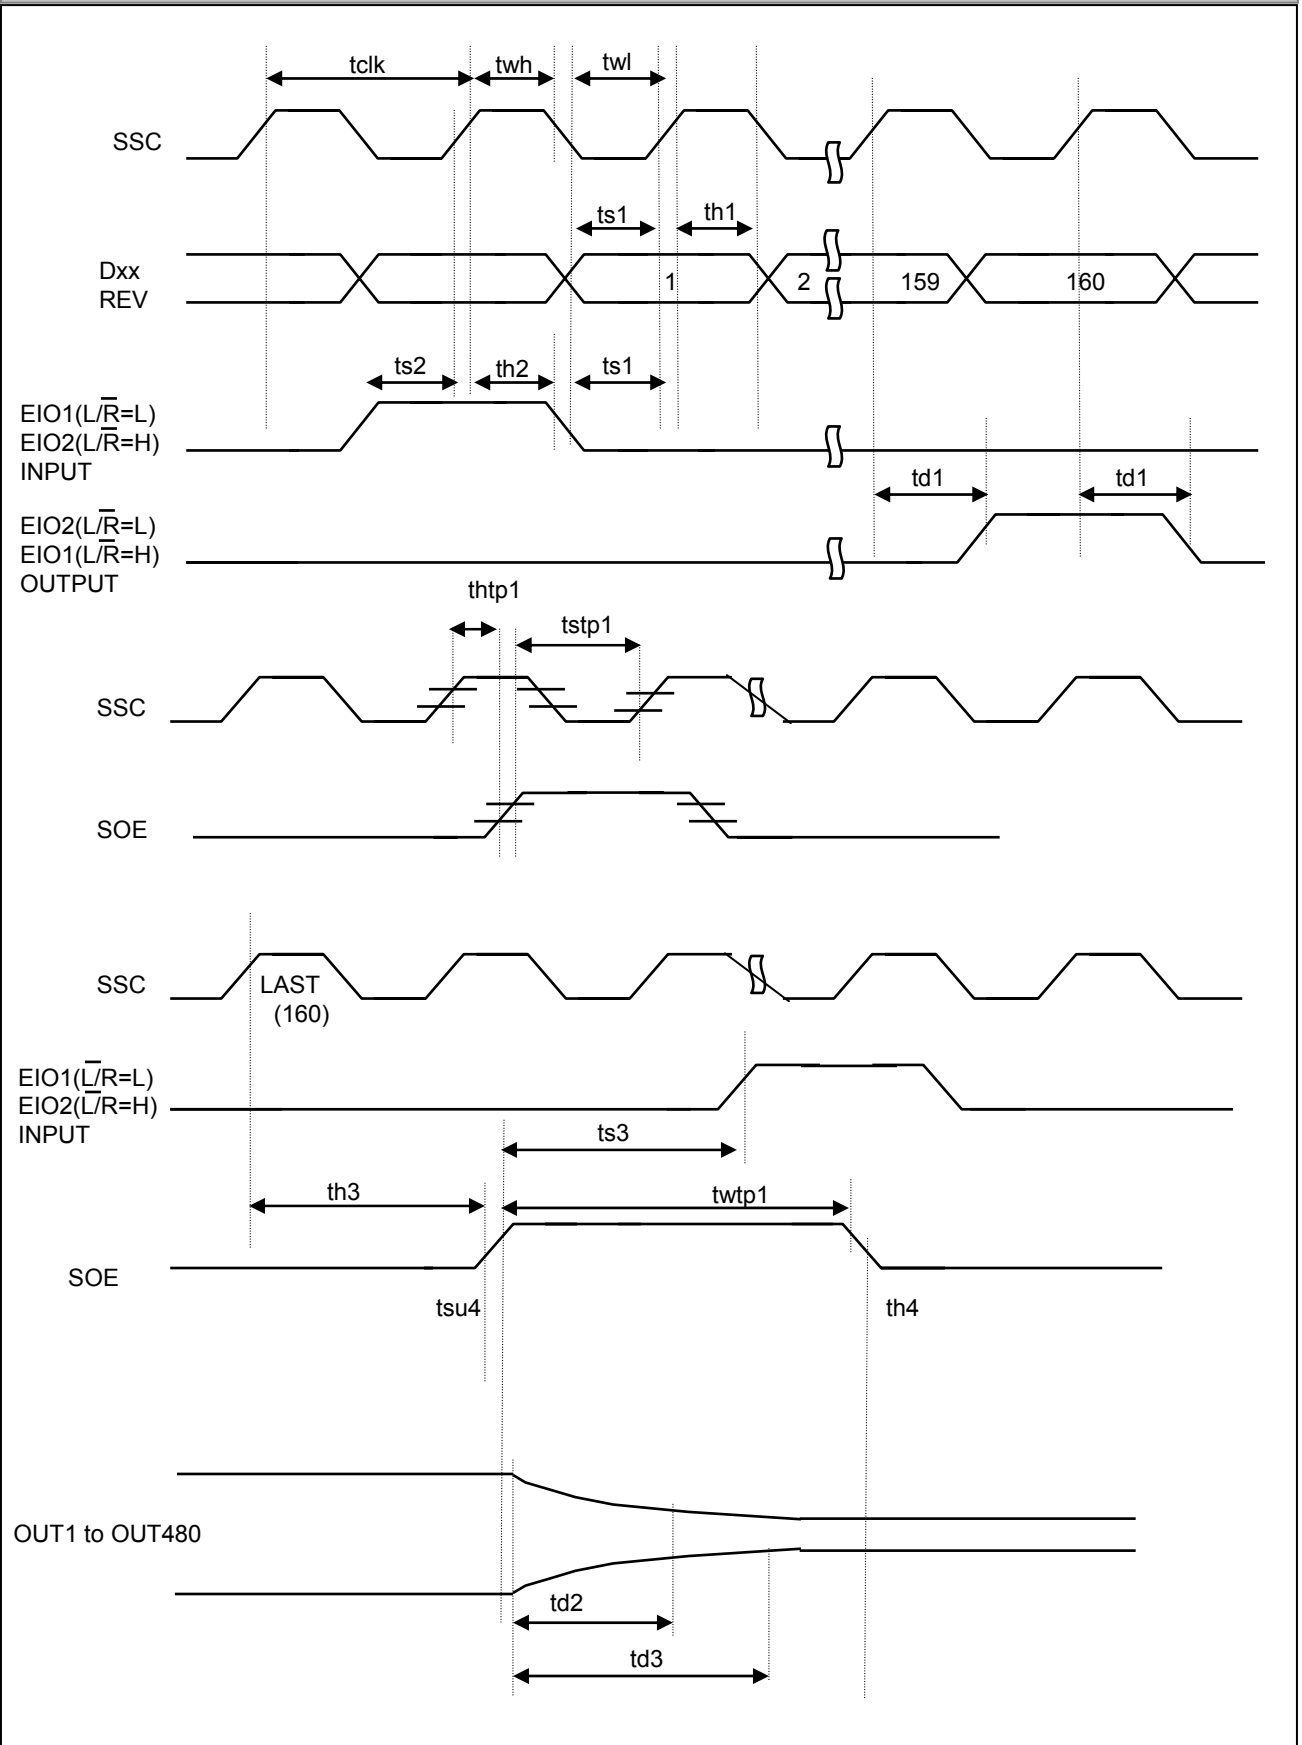 tclk twh twl
SSC
ts1 th1
Dxx
REV
1 2 159 160
ts2 th2 ts1
EIO1(L/R̅=L)
EIO2(L/R̅=H)
INPUT
td1 td1
EIO2(L/R̅=L)
EIO1(L/R̅=H)
OUTPUT
thtp1
tstp1
SSC
SOE
SSC
LAST
(160)
EIO1(L̅/R=L)
EIO2(L̅/R=H)
INPUT
ts3
th3 twtp1
SOE
tsu4 th4
OUT1 to OUT480
td2
td3